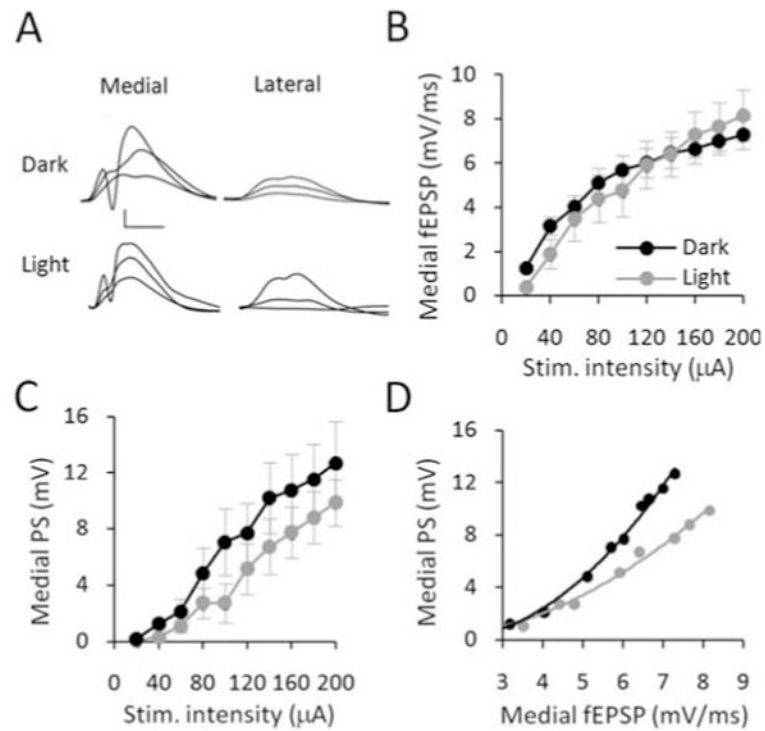 A
Medial Lateral
Dark
Light
B
Medial fEPSP (mV/ms)
10
8
6
4
2
0
Dark
Light
0 40 80 120 160 200
Stim. intensity (μA)
C
Medial PS (mV)
16
12
8
4
0
0 40 80 120 160 200
Stim. intensity (μA)
D
Medial PS (mV)
16
12
8
4
0
3 4 5 6 7 8 9
Medial fEPSP (mV/ms)